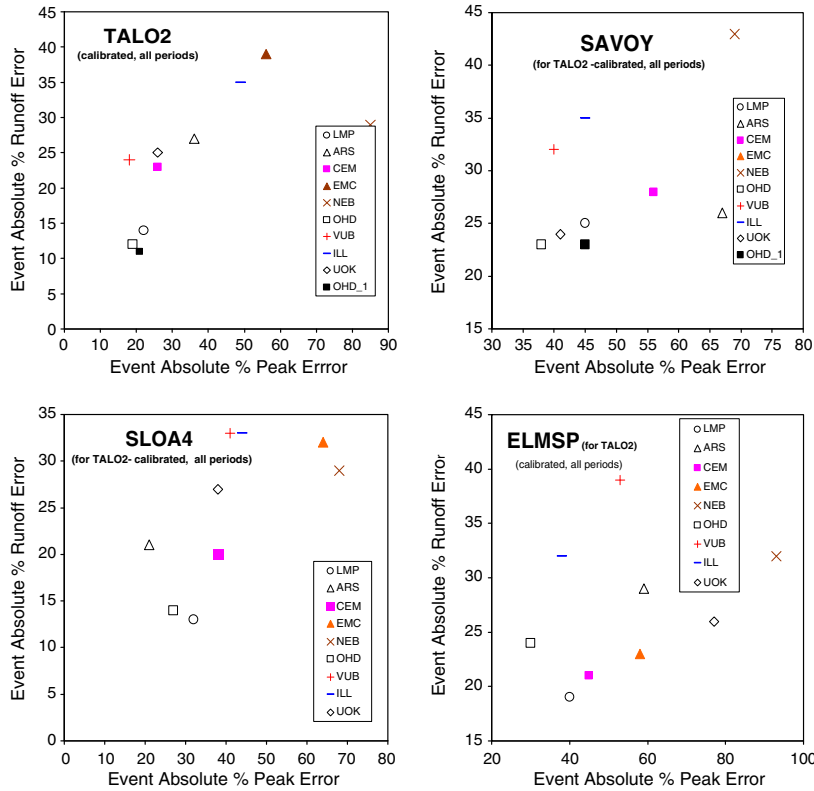 TALO2
(calibrated, all periods)
Event Absolute % Runoff Error
45
40
35
30
25
20
15
10
5
0
0 10 20 30 40 50 60 70 80 90
Event Absolute % Peak Errror
LMP
ARS
CEM
EMC
NEB
OHD
VUB
ILL
UOK
OHD_1
SAVOY
(for TALO2 -calibrated, all periods)
Event Absolute % Runoff Error
45
40
35
30
25
20
15
30 35 40 45 50 55 60 65 70 75 80
Event Absolute % Peak Error
LMP
ARS
CEM
EMC
NEB
OHD
VUB
ILL
UOK
OHD_1
SLOA4
(for TALO2- calibrated, all periods)
Event Absolute % Runoff Error
35
30
25
20
15
10
5
0
0 10 20 30 40 50 60 70 80
Event Absolute % Peak Error
LMP
ARS
CEM
EMC
NEB
OHD
VUB
ILL
UOK
ELMSP (for TALO2)
(calibrated, all periods)
Event Absolute % Runoff Error
45
40
35
30
25
20
15
20 40 60 80 100
Event Absolute % Peak Error
LMP
ARS
CEM
EMC
NEB
OHD
VUB
ILL
UOK